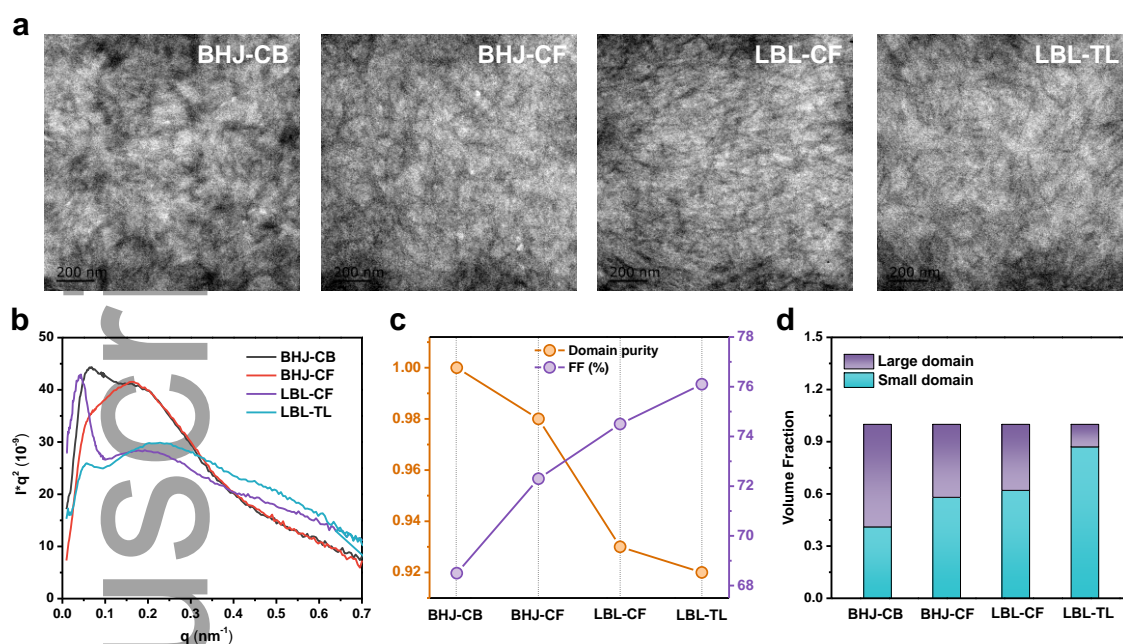 a
BHJ-CB
BHJ-CF
LBL-CF
LBL-TL
200 nm
200 nm
200 nm
200 nm
b
c
d
50
40
30
20
10
0
I*q² (10⁻⁹)
BHJ-CB
BHJ-CF
LBL-CF
LBL-TL
0.0 0.1 0.2 0.3 0.4 0.5 0.6 0.7
q (nm⁻¹)
1.00
0.98
0.96
0.94
0.92
Domain purity
FF (%)
78
76
74
72
70
68
BHJ-CB BHJ-CF LBL-CF LBL-TL
1.5
1.2
0.9
0.6
0.3
0.0
Volume Fraction
Large domain
Small domain
BHJ-CB BHJ-CF LBL-CF LBL-TL
uscri